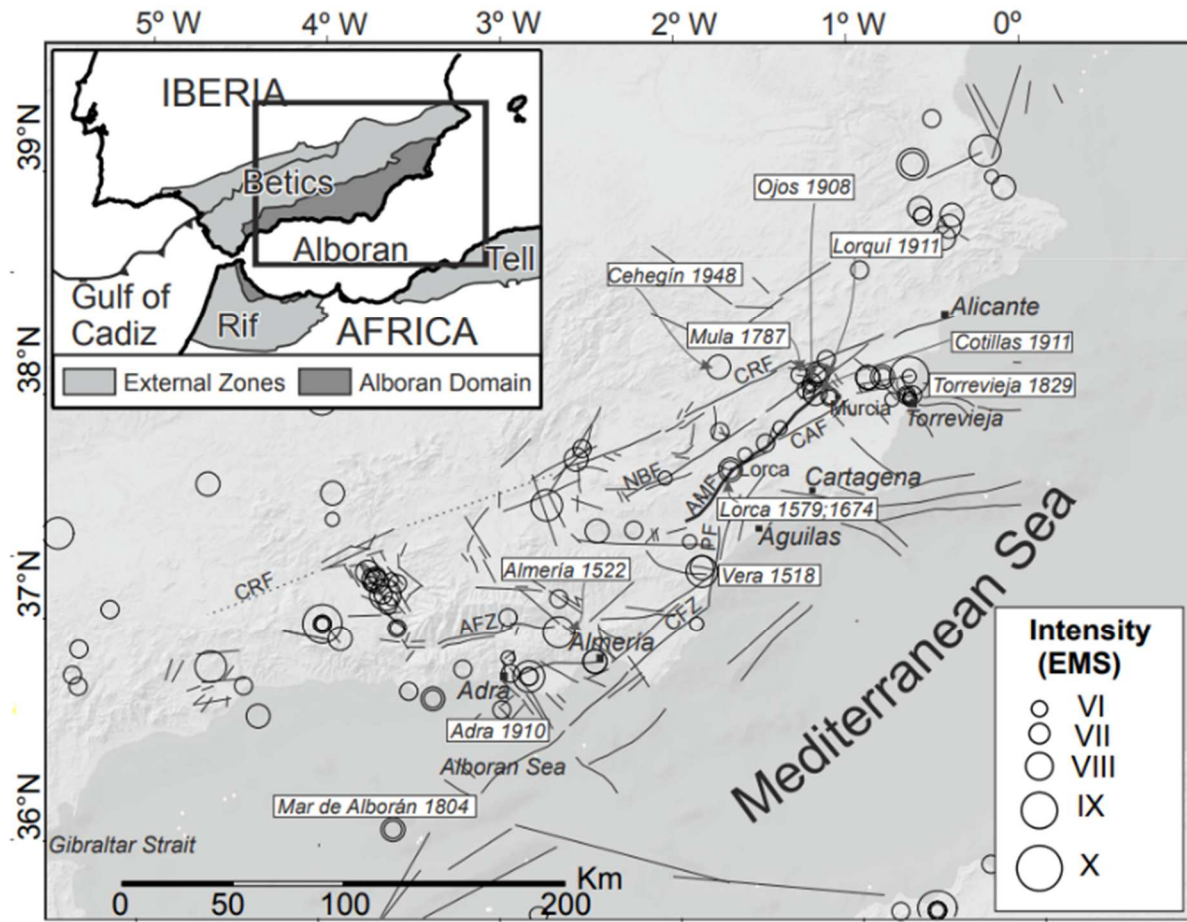 5º W
4º W
3º W
2º W
1º W
0º
39°N
38°N
37°N
36°N
IBERIA
Betics
Alboran
Tell
Gulf of
Cadiz
Rif
AFRICA
External Zones
Alboran Domain
Ojos 1908
Lorquí 1911
Cehegín 1948
Alicante
Mula 1787
Cotillas 1911
CRF
Torrevieja 1829
Murcia
Torrevieja
CAF
NBF
Lorca
AMF
Cartagena
Lorca 1579;1674
PF
Águilas
Almería 1522
Vera 1518
CRF
AFZ
CFZ
Almería
Adra
Adra 1910
Alboran Sea
Mar de Alborán 1804
Gibraltar Strait
Mediterranean Sea
Km
0 50 100 200
Intensity
(EMS)
VI
VII
VIII
IX
X